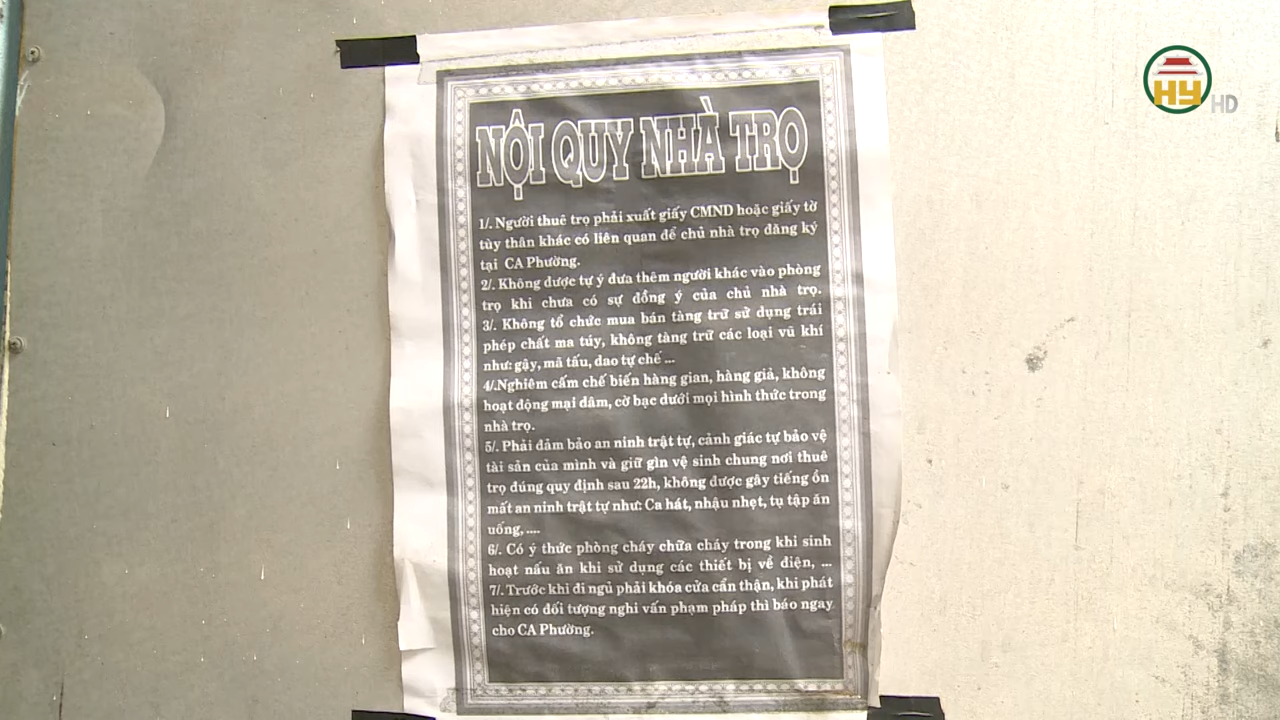 HY HD
NỘI QUY NHÀ TRỌ
1/. Người thuê trọ phải xuất giấy CMND hoặc giấy tờ
tùy thân khác có liên quan để chủ nhà trọ đăng ký
tại CA Phường.
2/. Không được tự ý đưa thêm người khác vào phòng
trọ khi chưa có sự đồng ý của chủ nhà trọ.
3/. Không tổ chức mua bán tàng trữ sử dụng trái
phép chất ma túy, không tàng trữ các loại vũ khí
như: gậy, mã tấu, dao tự chế ...
4/.Nghiêm cấm chế biến hàng gian, hàng giả, không
hoạt động mại dâm, cờ bạc dưới mọi hình thức trong
nhà trọ.
5/. Phải đảm bảo an ninh trật tự, cảnh giác tự bảo vệ
tài sản của mình và giữ gìn vệ sinh chung nơi thuê
trọ đúng quy định sau 22h, không được gây tiếng ồn
mất an ninh trật tự như: Ca hát, nhậu nhẹt, tụ tập ăn
uống, ....
6/. Có ý thức phòng cháy chữa cháy trong khi sinh
hoạt nấu ăn khi sử dụng các thiết bị về điện, ...
7/. Trước khi đi ngủ phải khóa cửa cẩn thận, khi phát
hiện có đối tượng nghi vấn phạm pháp thì báo ngay
cho CA Phường.